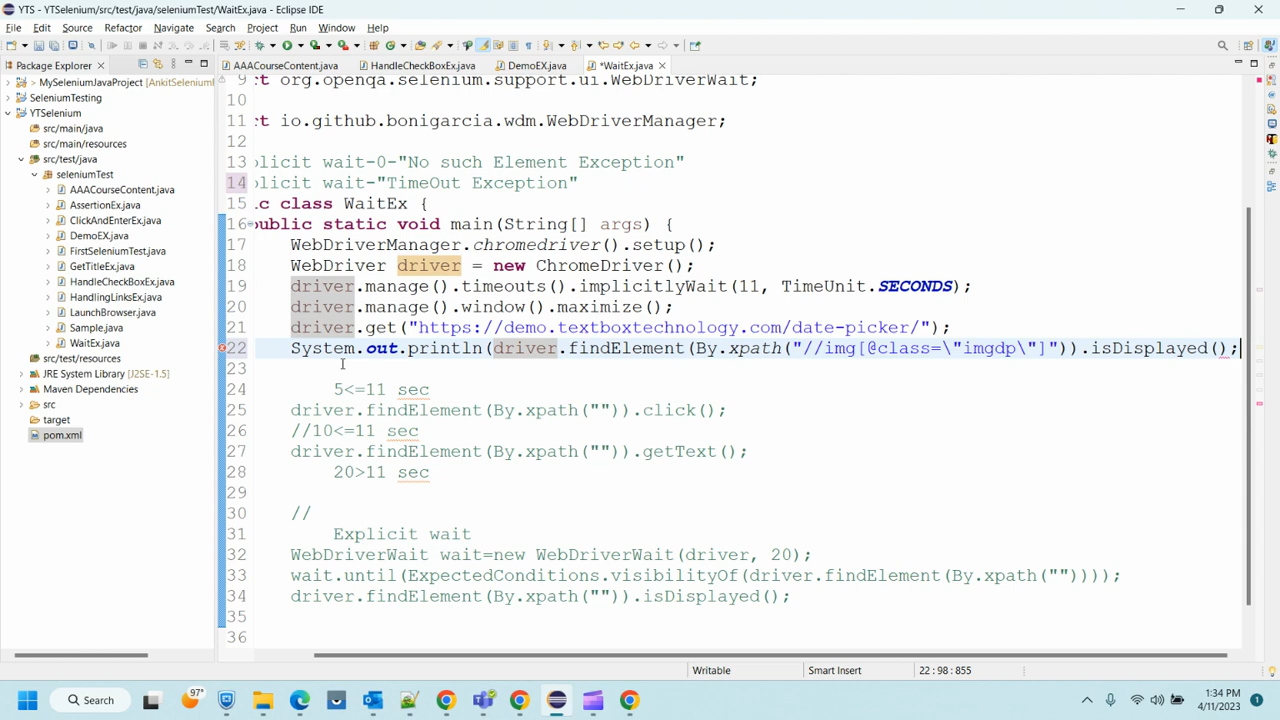 YTS - YTSelenium/src/test/java/seleniumTest/WaitEx.java - Eclipse IDE
File Edit Source Refactor Navigate Search Project Run Window Help
Package Explorer
AAACourseContent.java HandleCheckBoxEx.java DemoEX.java *WaitEx.java
MySeleniumJavaProject (AnkitSeleniumF
SeleniumTesting
YTSelenium
src/main/java
src/main/resources
src/test/java
seleniumTest
AAACourseContent.java
AssertionEx.java
ClickAndEnterEx.java
DemoEX.java
FirstSeleniumTest.java
GetTitleEx.java
HandleCheckBoxEx.java
HandlingLinksEx.java
LaunchBrowser.java
Sample.java
WaitEx.java
src/test/resources
JRE System Library [J2SE-1.5]
Maven Dependencies
src
target
pom.xml
9 ct org.openqa.selenium.support.ui.WebDriverWait;
10
11 ct io.github.bonigarcia.wdm.WebDriverManager;
12
13 plicit wait-0-"No such Element Exception"
14 plicit wait-"TimeOut Exception"
15 ic class WaitEx {
16 public static void main(String[] args) {
17 WebDriverManager.chromedriver().setup();
18 WebDriver driver = new ChromeDriver();
19 driver.manage().timeouts().implicitlyWait(11, TimeUnit.SECONDS);
20 driver.manage().window().maximize();
21 driver.get("https://demo.textboxtechnology.com/date-picker/");
22 System.out.println(driver.findElement(By.xpath("//img[@class=\"imgdp\"]")).isDisplayed();
23
24 5<=11 sec
25 driver.findElement(By.xpath("")).click();
26 //10<=11 sec
27 driver.findElement(By.xpath("")).getText();
28 20>11 sec
29
30 //
31 Explicit wait
32 WebDriverWait wait=new WebDriverWait(driver, 20);
33 wait.until(ExpectedConditions.visibilityOf(driver.findElement(By.xpath(""))));
34 driver.findElement(By.xpath("")).isDisplayed();
35
36
Writable Smart Insert 22 : 98 : 855
97°
Search
1:34 PM
4/11/2023